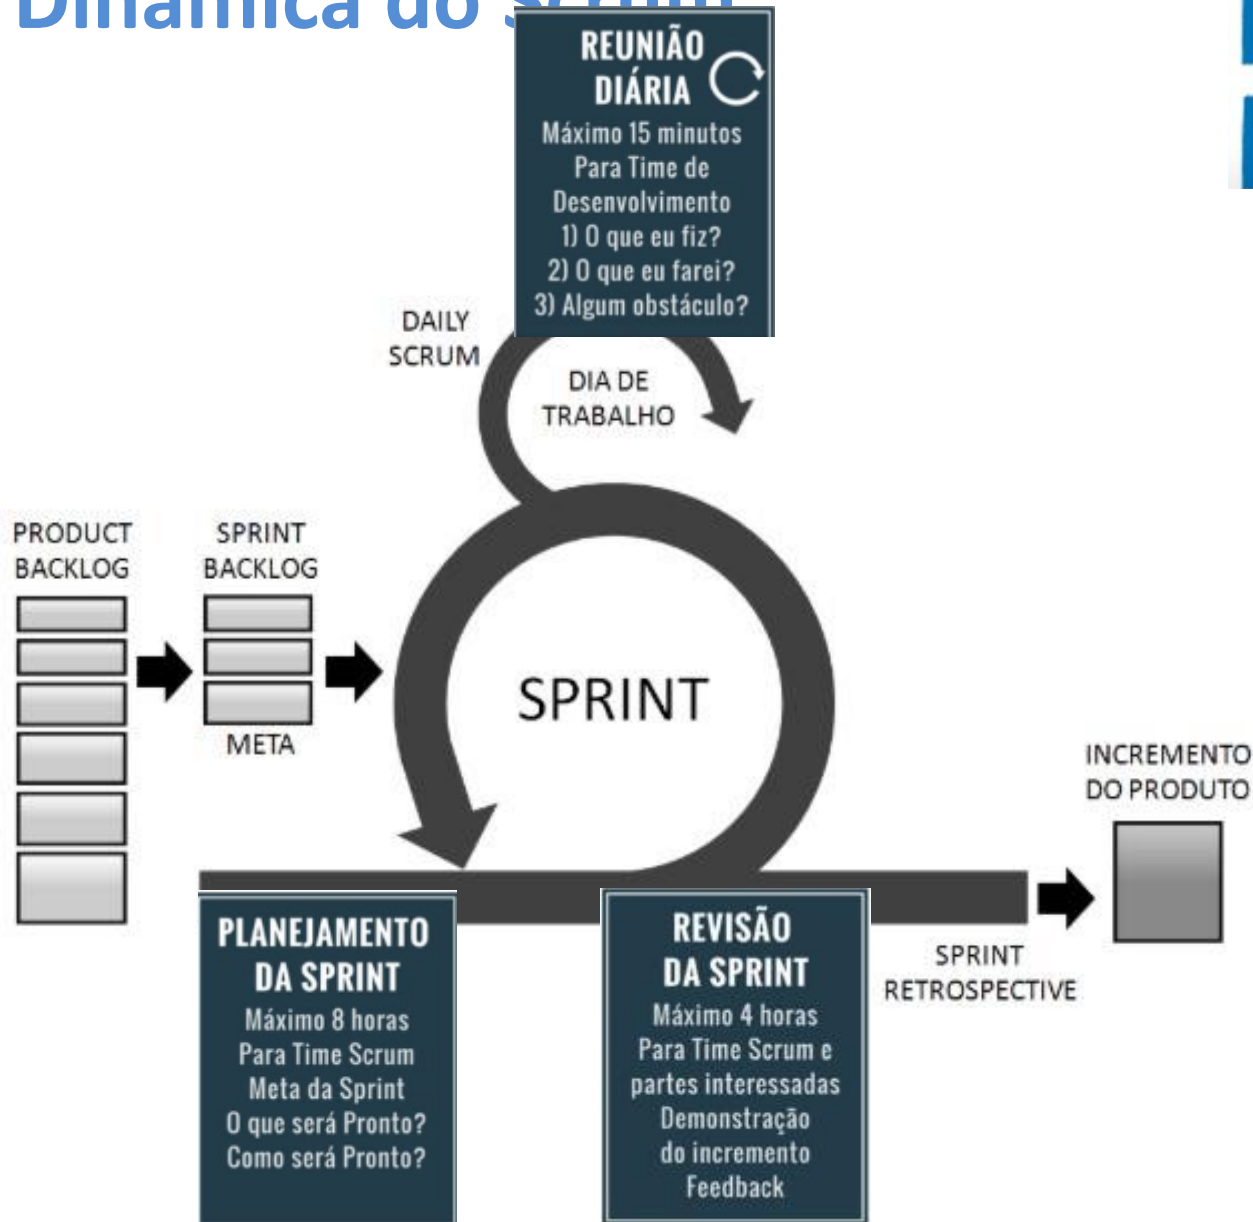 Dinâmica do Scrum
REUNIÃO
DIÁRIA
Máximo 15 minutos
Para Time de
Desenvolvimento
1) O que eu fiz?
2) O que eu farei?
3) Algum obstáculo?
DAILY
SCRUM
DIA DE
TRABALHO
PRODUCT
BACKLOG
SPRINT
BACKLOG
META
SPRINT
INCREMENTO
DO PRODUTO
PLANEJAMENTO
DA SPRINT
Máximo 8 horas
Para Time Scrum
Meta da Sprint
O que será Pronto?
Como será Pronto?
REVISÃO
DA SPRINT
Máximo 4 horas
Para Time Scrum e
partes interessadas
Demonstração
do incremento
Feedback
SPRINT
RETROSPECTIVE